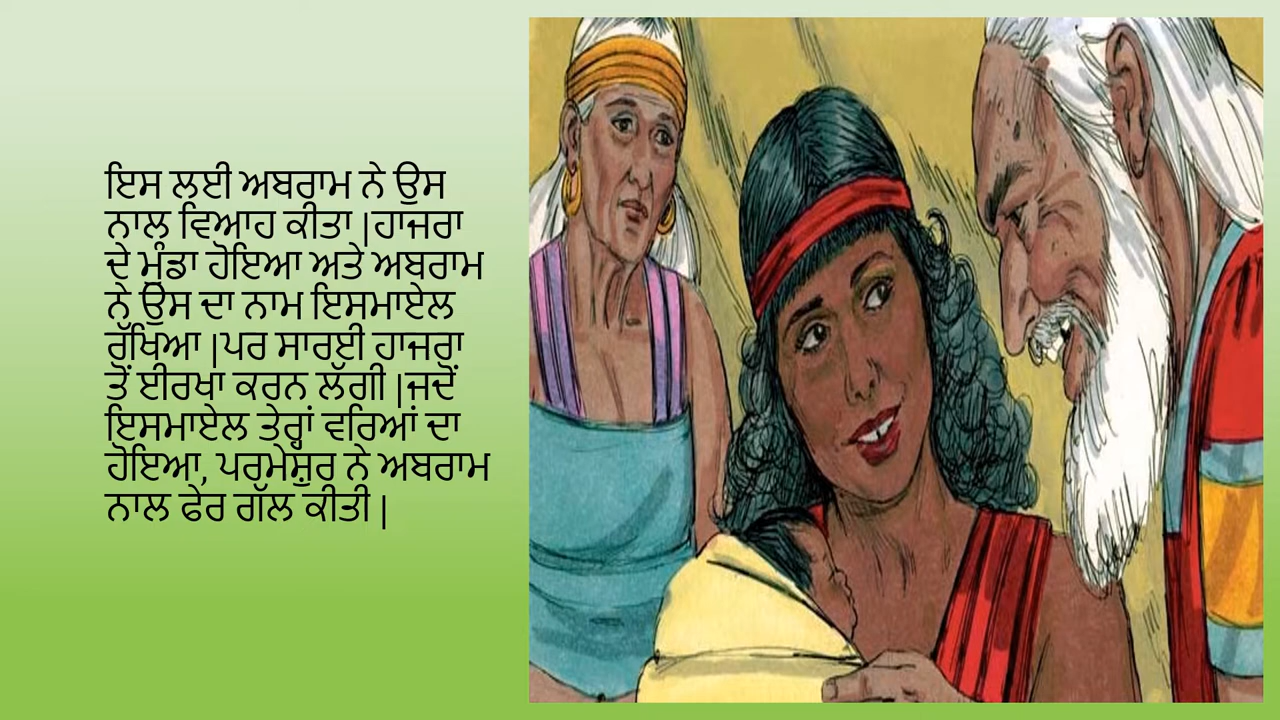 ਇਸ ਲਈ ਅਬਰਾਮ ਨੇ ਉਸ
ਨਾਲ ਵਿਆਹ ਕੀਤਾ |ਹਾਜਰਾ
ਦੇ ਮੁੰਡਾ ਹੋਇਆ ਅਤੇ ਅਬਰਾਮ
ਨੇ ਉਸ ਦਾ ਨਾਮ ਇਸਮਾਏਲ
ਰੱਖਿਆ |ਪਰ ਸਾਰਈ ਹਾਜਰਾ
ਤੋਂ ਈਰਖਾ ਕਰਨ ਲੱਗੀ |ਜਦੋਂ
ਇਸਮਾਏਲ ਤੇਰ੍ਹਾਂ ਵਰਿਆਂ ਦਾ
ਹੋਇਆ, ਪਰਮੇਸ਼ੁਰ ਨੇ ਅਬਰਾਮ
ਨਾਲ ਫੇਰ ਗੱਲ ਕੀਤੀ |